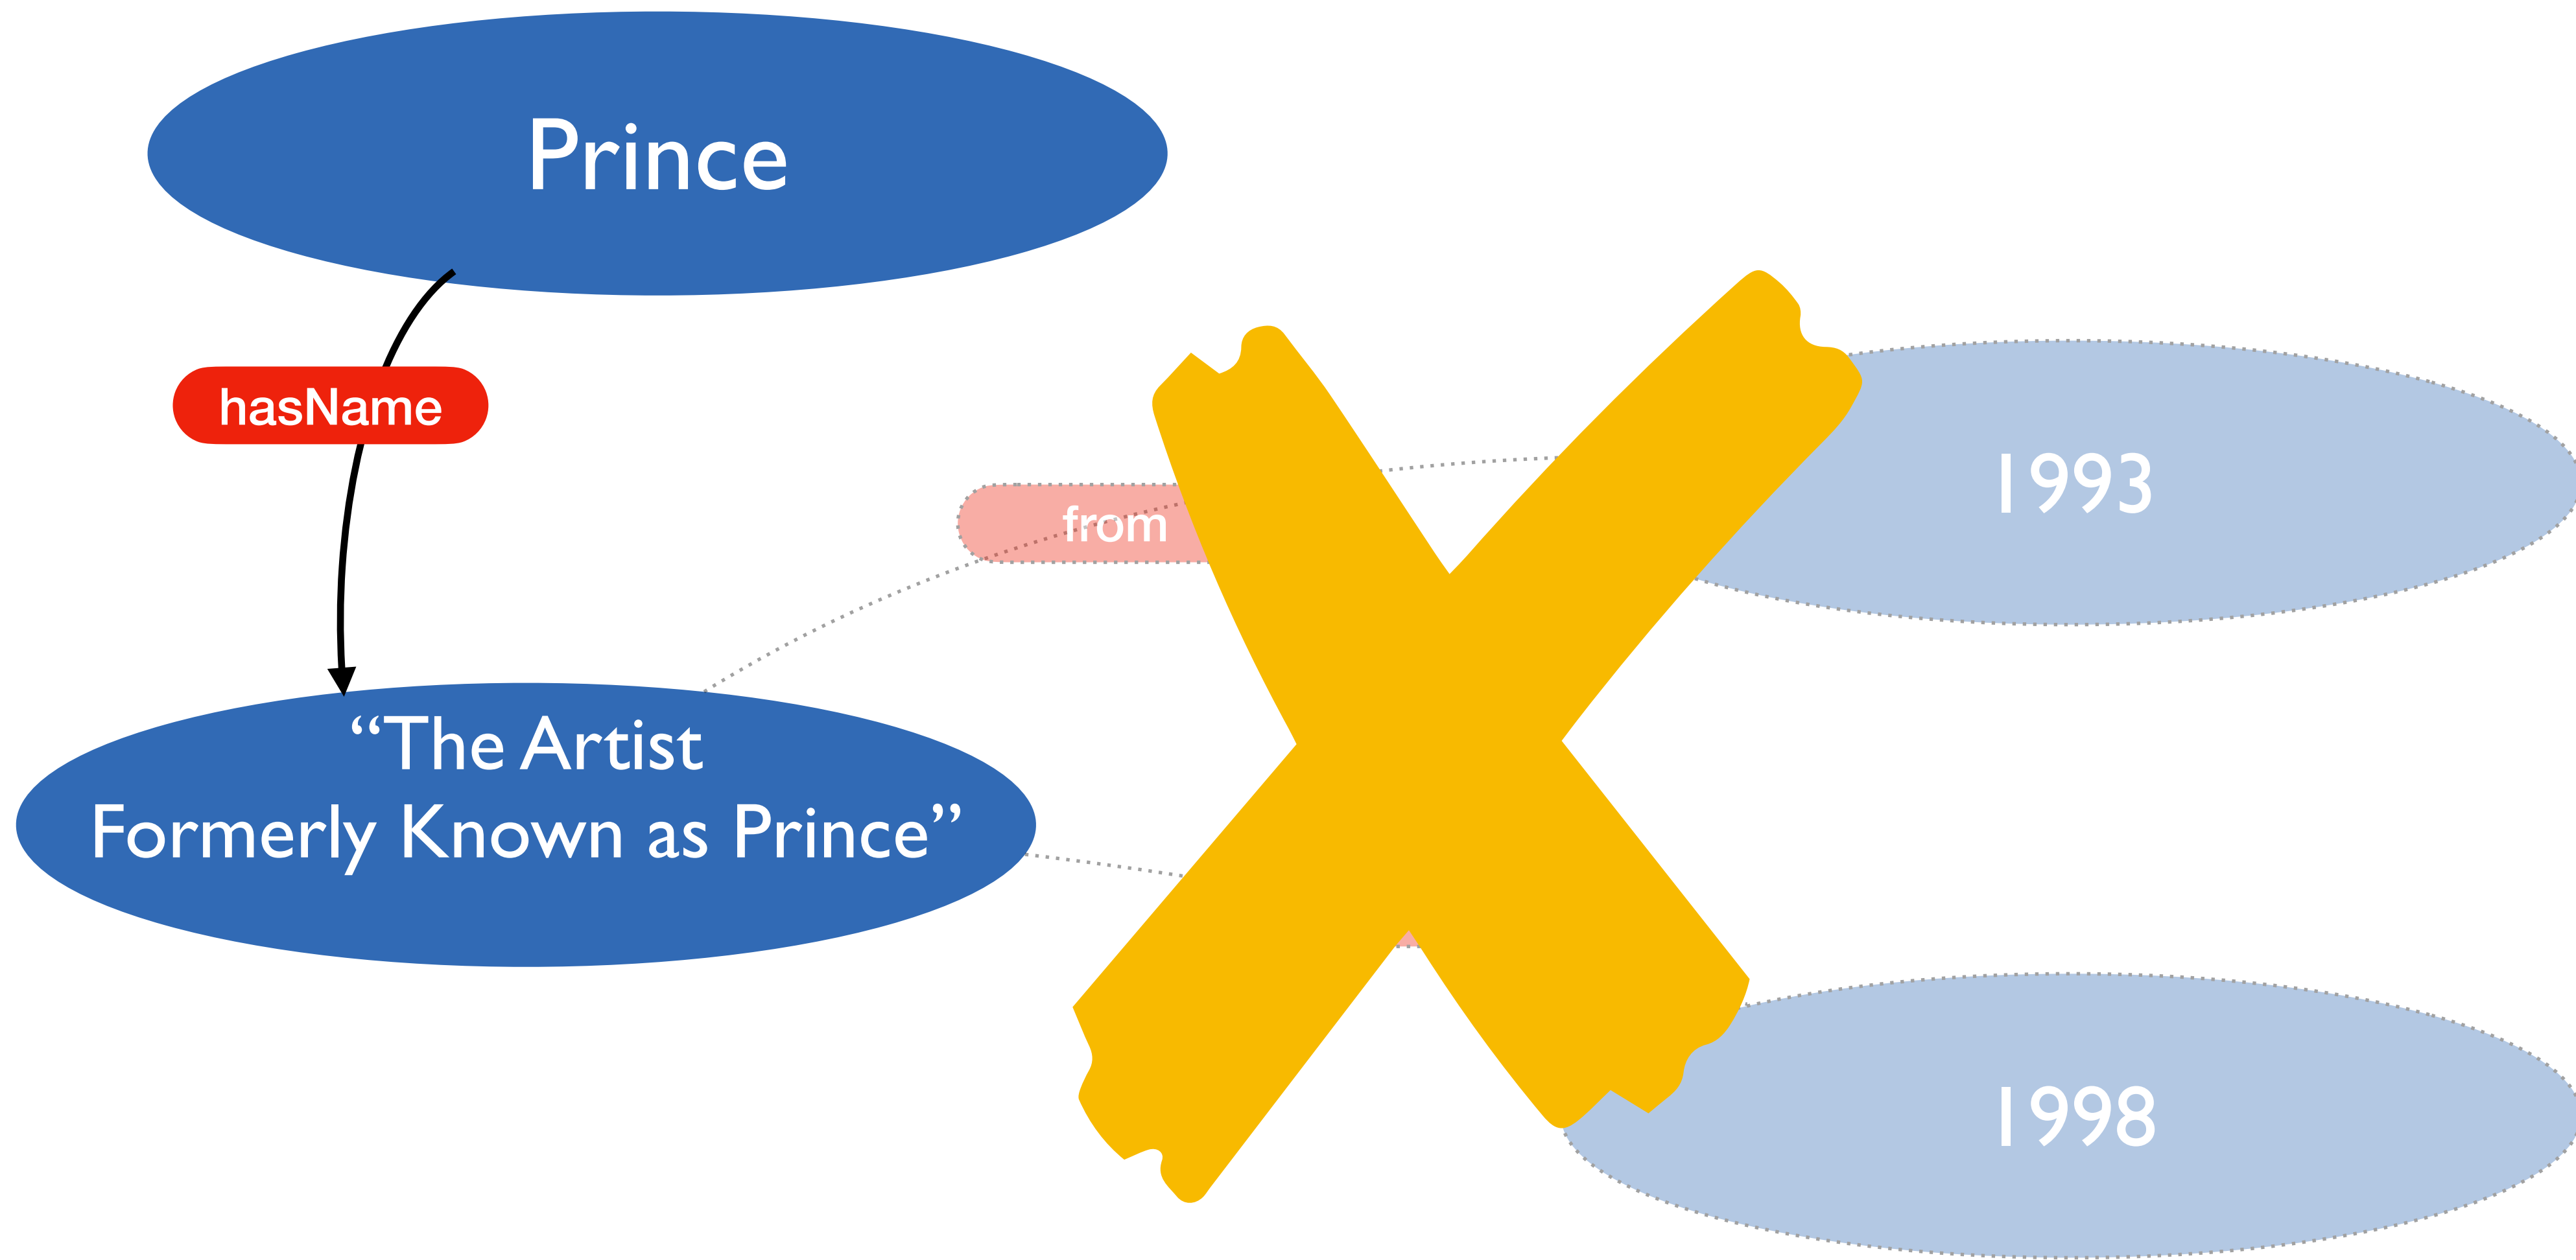 Prince
hasName
1993
from
“The Artist
Formerly Known as Prince”
1998